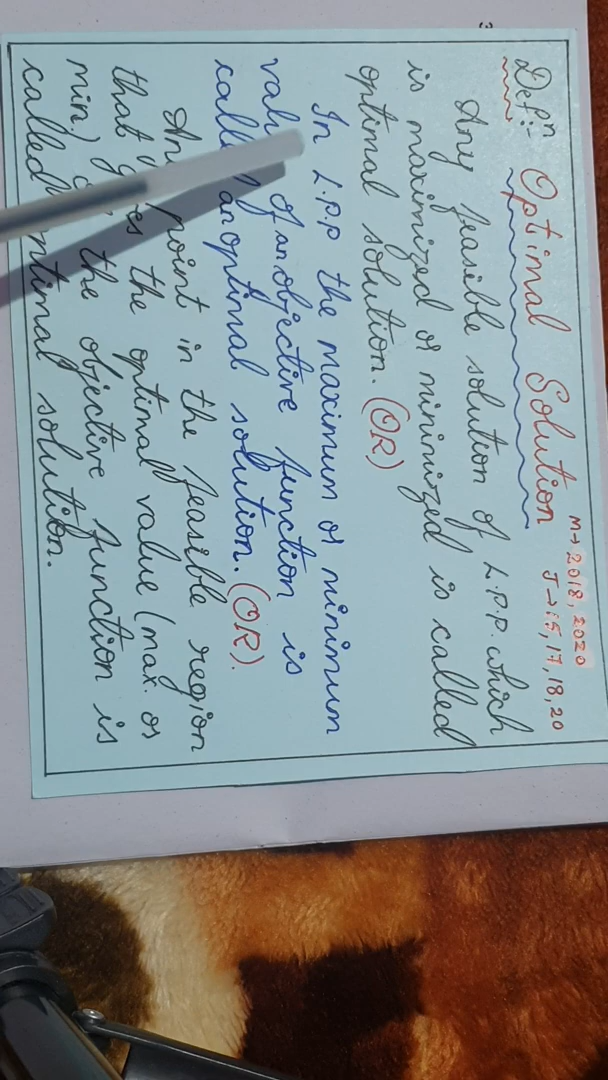 Defn:- Optimal Solution M→2018, 2020
J→15, 17, 18, 20
Any feasible solution of L.P.P. which
is maximized or minimized is called
optimal solution. (OR)
In L.P.P the maximum or minimum
of an objective function is
an optimal solution. (OR).
point in the feasible region
that the optimal value (max. or
min.) the objective function is
called solution.